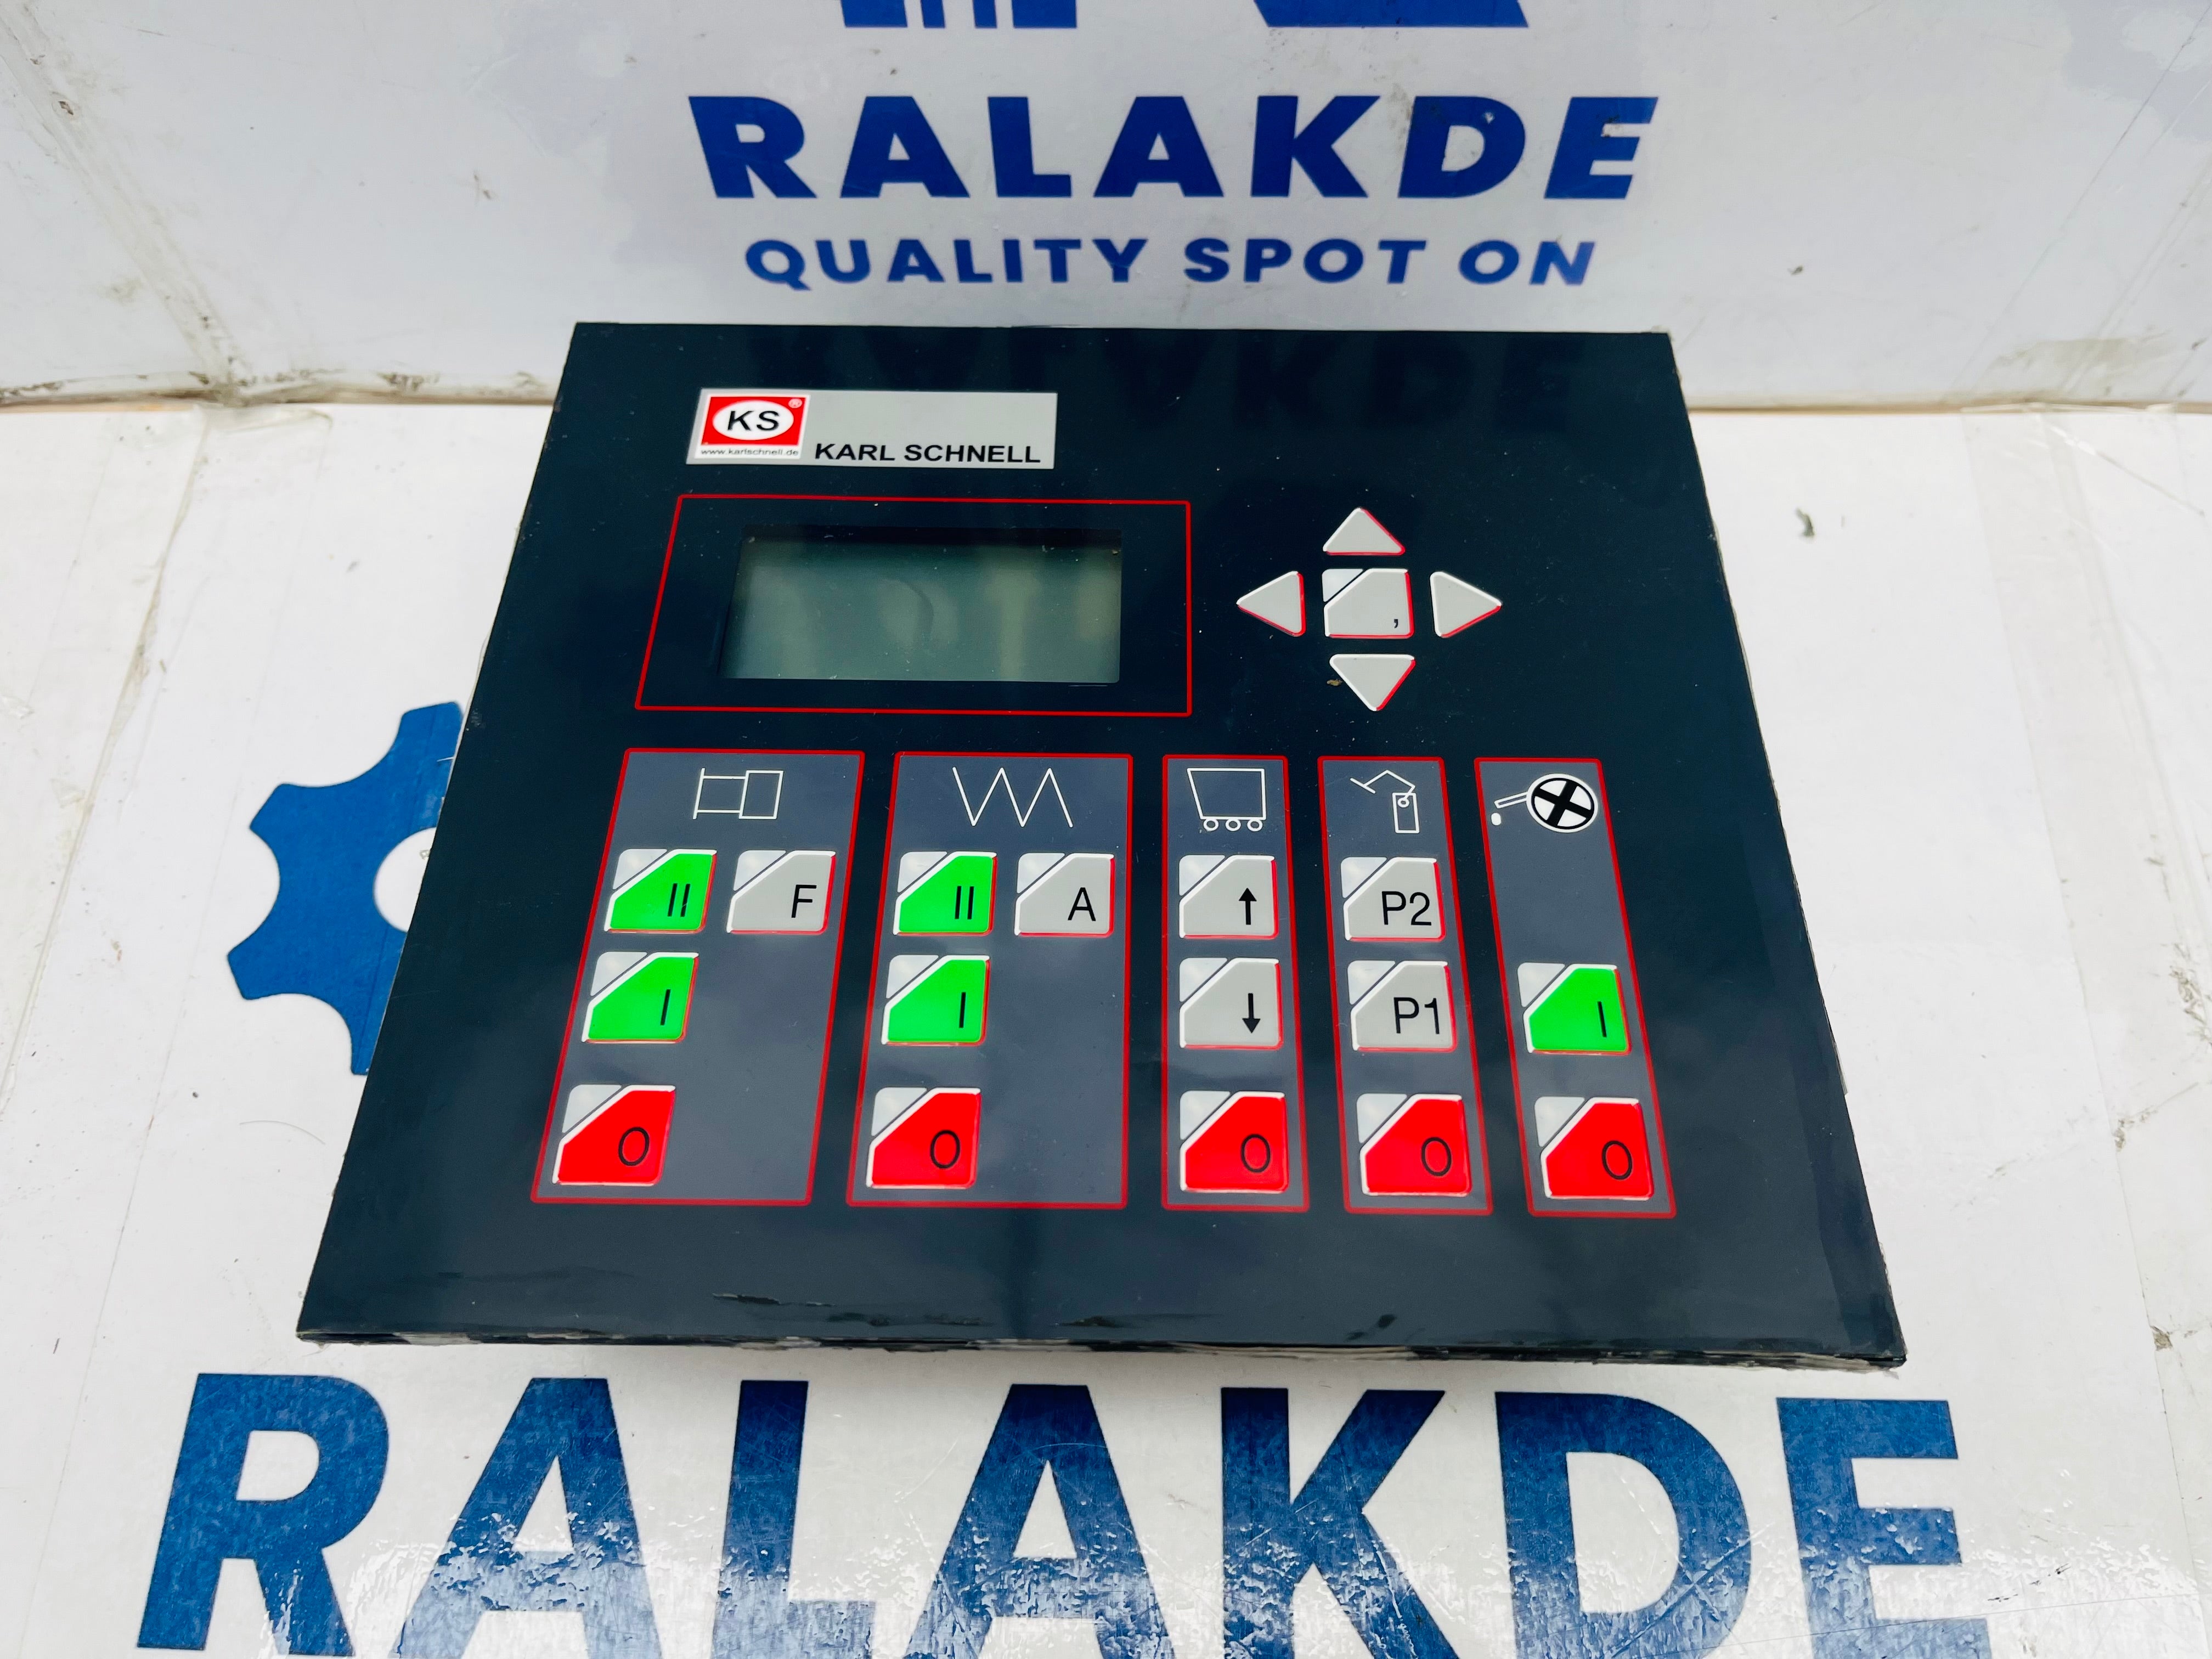 RALAKDE
QUALITY SPOT ON
KS®
www.karlschnell.de
KARL SCHNELL
,
II F II A ↑ P2
I I ↓ P1 I
O O O O O
RALAKDE